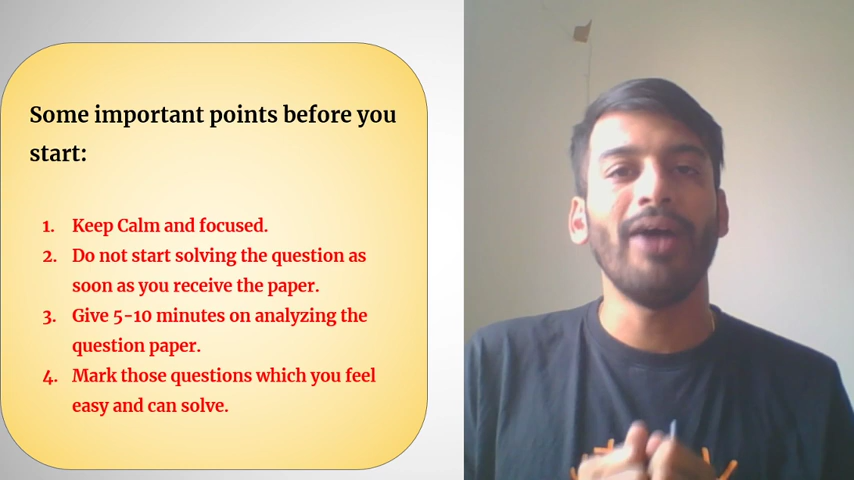 Some important points before you
start:
1. Keep Calm and focused.
2. Do not start solving the question as
soon as you receive the paper.
3. Give 5-10 minutes on analyzing the
question paper.
4. Mark those questions which you feel
easy and can solve.